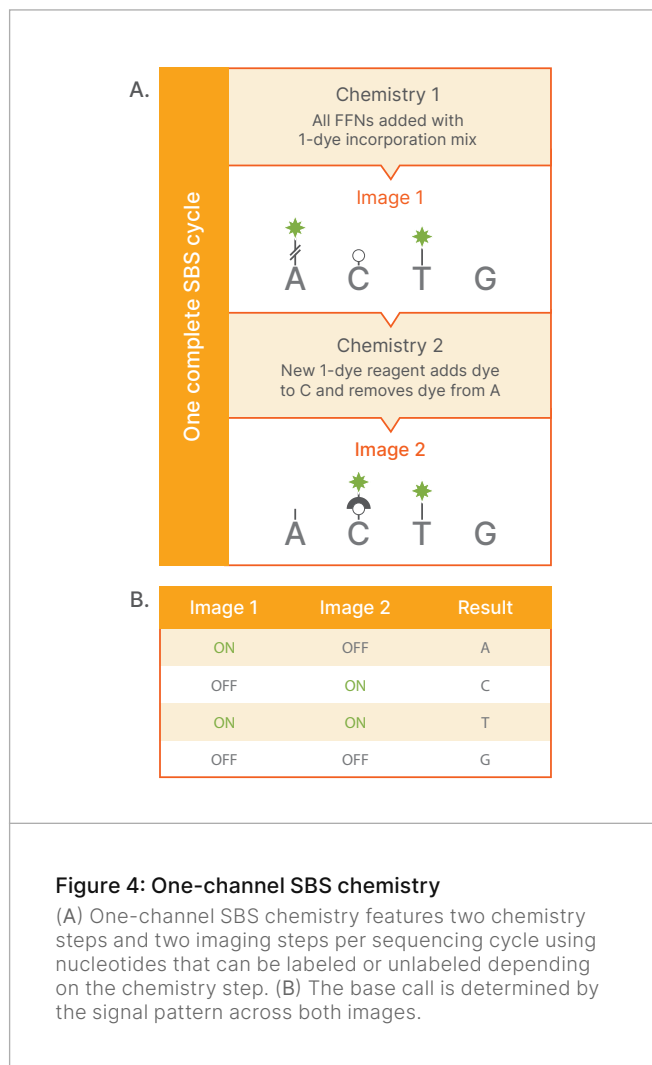 A.
One complete SBS cycle
Chemistry 1
All FFNs added with
1-dye incorporation mix
Image 1
A C T G
Chemistry 2
New 1-dye reagent adds dye
to C and removes dye from A
Image 2
A C T G
B.
Image 1 Image 2 Result
ON OFF A
OFF ON C
ON ON T
OFF OFF G
Figure 4: One-channel SBS chemistry
(A) One-channel SBS chemistry features two chemistry
steps and two imaging steps per sequencing cycle using
nucleotides that can be labeled or unlabeled depending
on the chemistry step. (B) The base call is determined by
the signal pattern across both images.